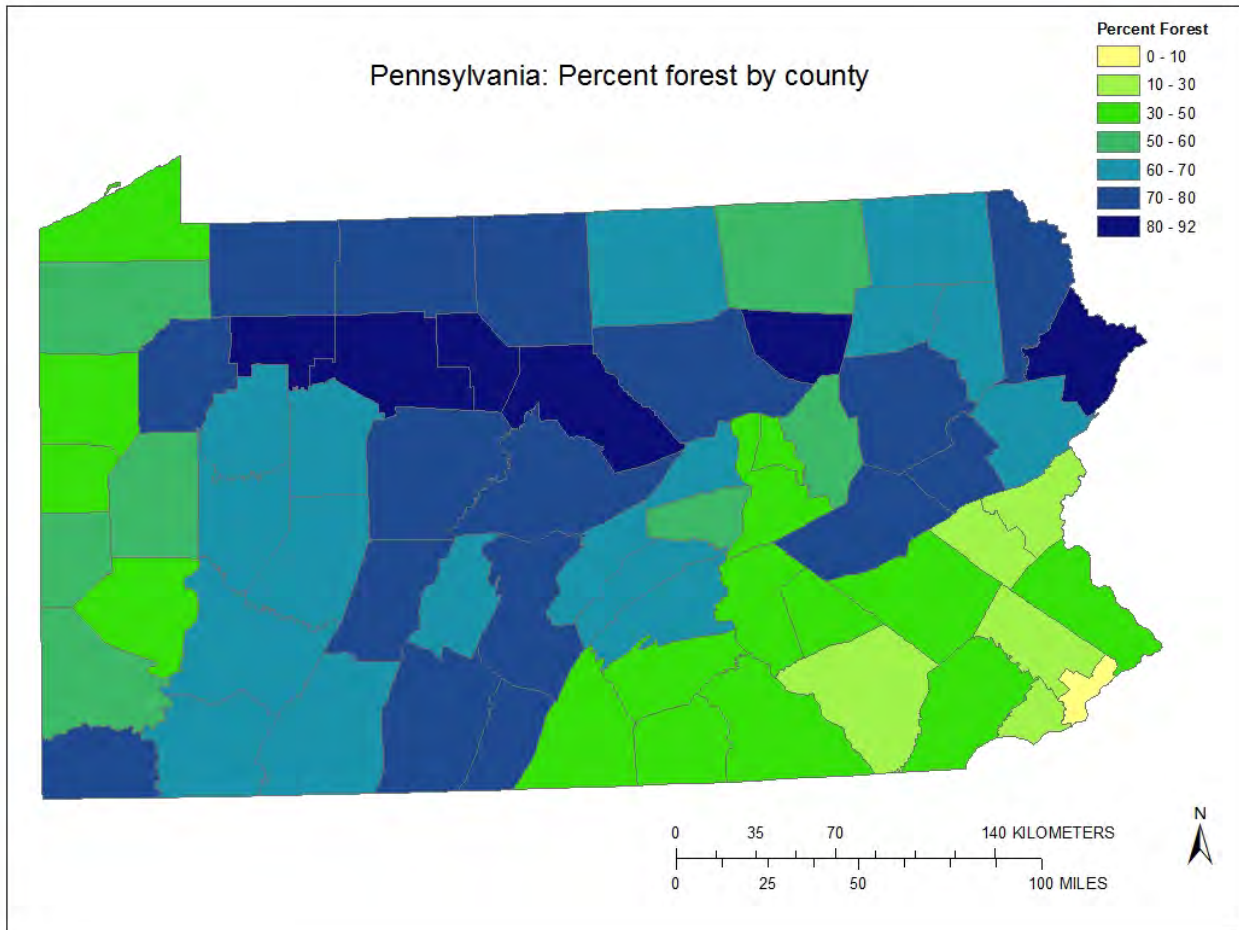 Percent Forest
0 - 10
Pennsylvania: Percent forest by county
10 - 30
30 - 50
50 - 60
60 - 70
70 - 80
80 - 92
N
0 35 70 140 KILOMETERS
0 25 50 100 MILES